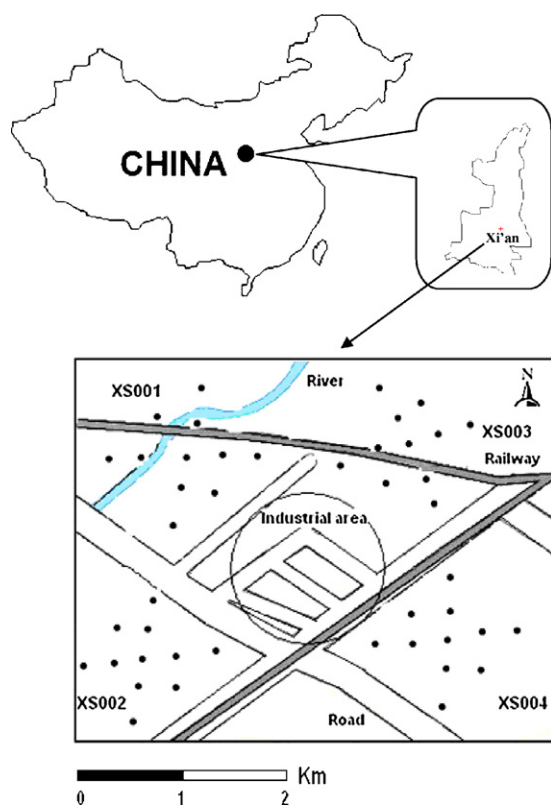 CHINA
Xi'an
N
XS001
River
XS003
Railway
Industrial area
XS002
XS004
Road
Km
0 1 2